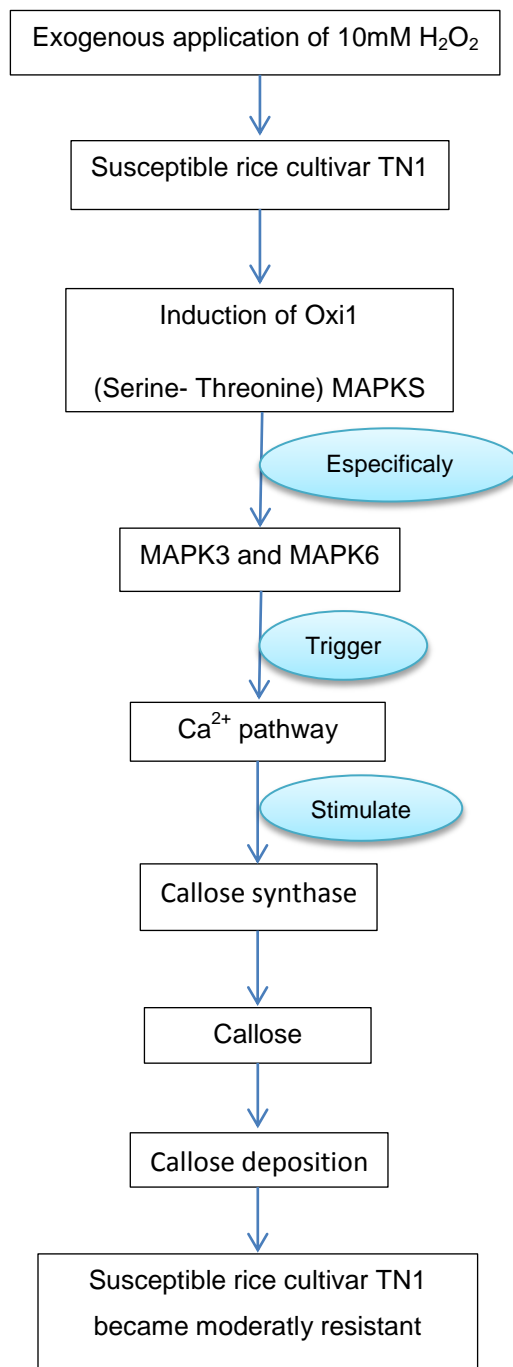 Exogenous application of 10mM H₂O₂
Susceptible rice cultivar TN1
Induction of Oxi1
(Serine- Threonine) MAPKS
Especificaly
MAPK3 and MAPK6
Trigger
Ca²⁺ pathway
Stimulate
Callose synthase
Callose
Callose deposition
Susceptible rice cultivar TN1
became moderatly resistant